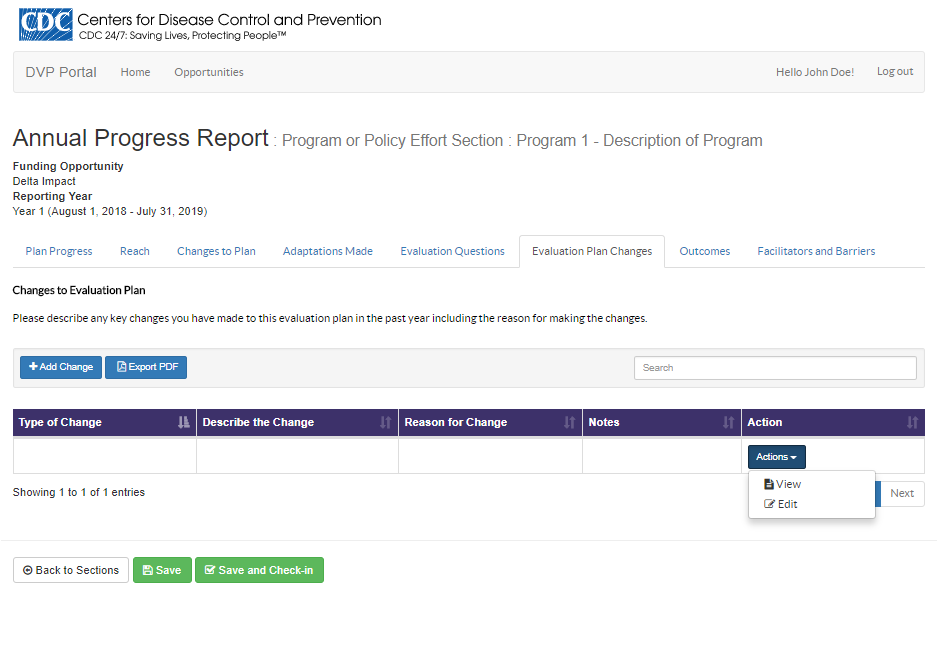 CDC Centers for Disease Control and Prevention
CDC 24/7: Saving Lives, Protecting People™
DVP Portal Home Opportunities Hello John Doe! Log out
Annual Progress Report : Program or Policy Effort Section : Program 1 - Description of Program
Funding Opportunity
Delta Impact
Reporting Year
Year 1 (August 1, 2018 - July 31, 2019)
Plan Progress Reach Changes to Plan Adaptations Made Evaluation Questions Evaluation Plan Changes Outcomes Facilitators and Barriers
Changes to Evaluation Plan
Please describe any key changes you have made to this evaluation plan in the past year including the reason for making the changes.
Add Change Export PDF Search
Type of Change Describe the Change Reason for Change Notes Action
Actions
View
Edit
Showing 1 to 1 of 1 entries Next
Back to Sections Save Save and Check-in